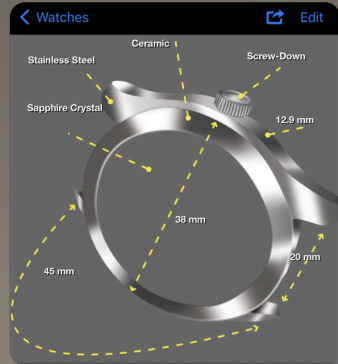 Watches
Edit
Ceramic
Stainless Steel
Screw-Down
Sapphire Crystal
12.9 mm
38 mm
45 mm
20 mm